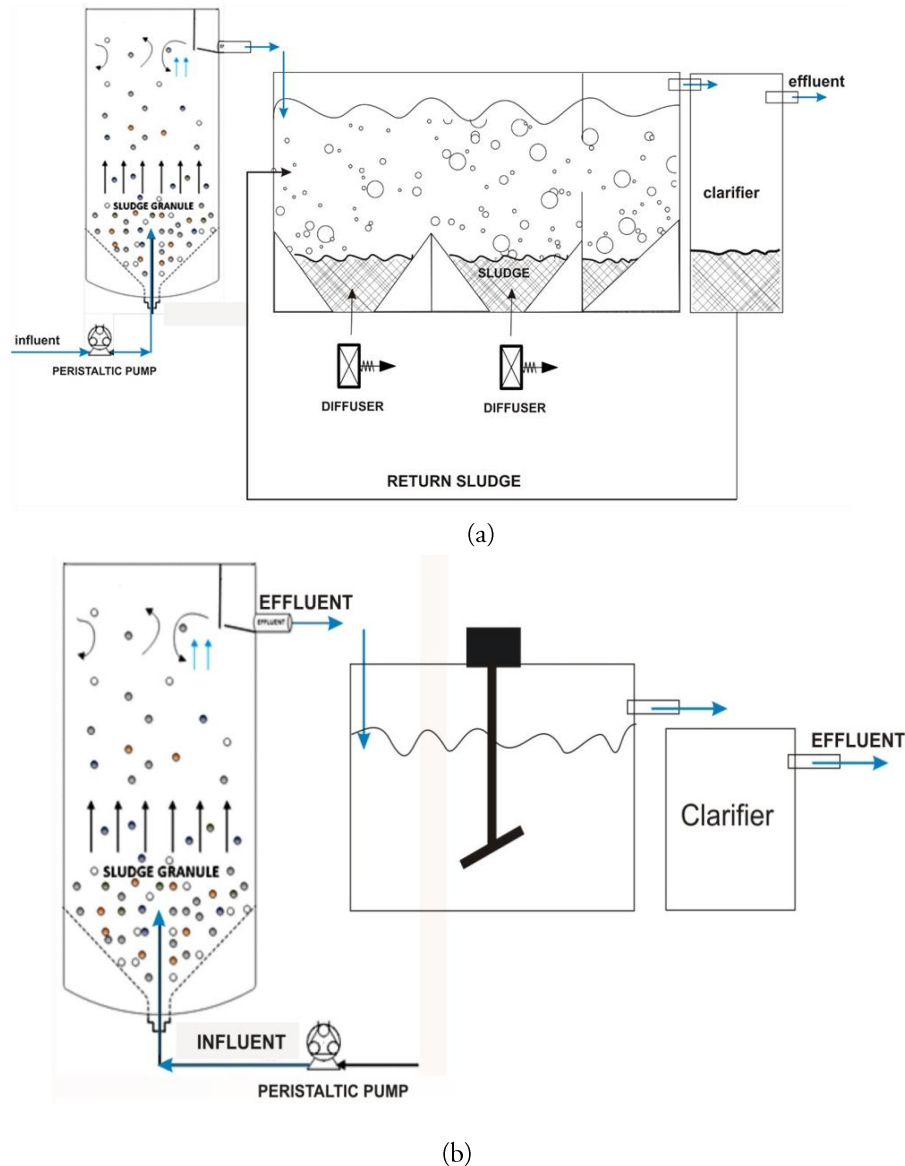 effluent
clarifier
SLUDGE GRANULE
SLUDGE
influent
PERISTALTIC PUMP
DIFFUSER
DIFFUSER
RETURN SLUDGE
(a)
EFFLUENT
EFFLUENT
EFFLUENT
Clarifier
SLUDGE GRANULE
INFLUENT
PERISTALTIC PUMP
(b)